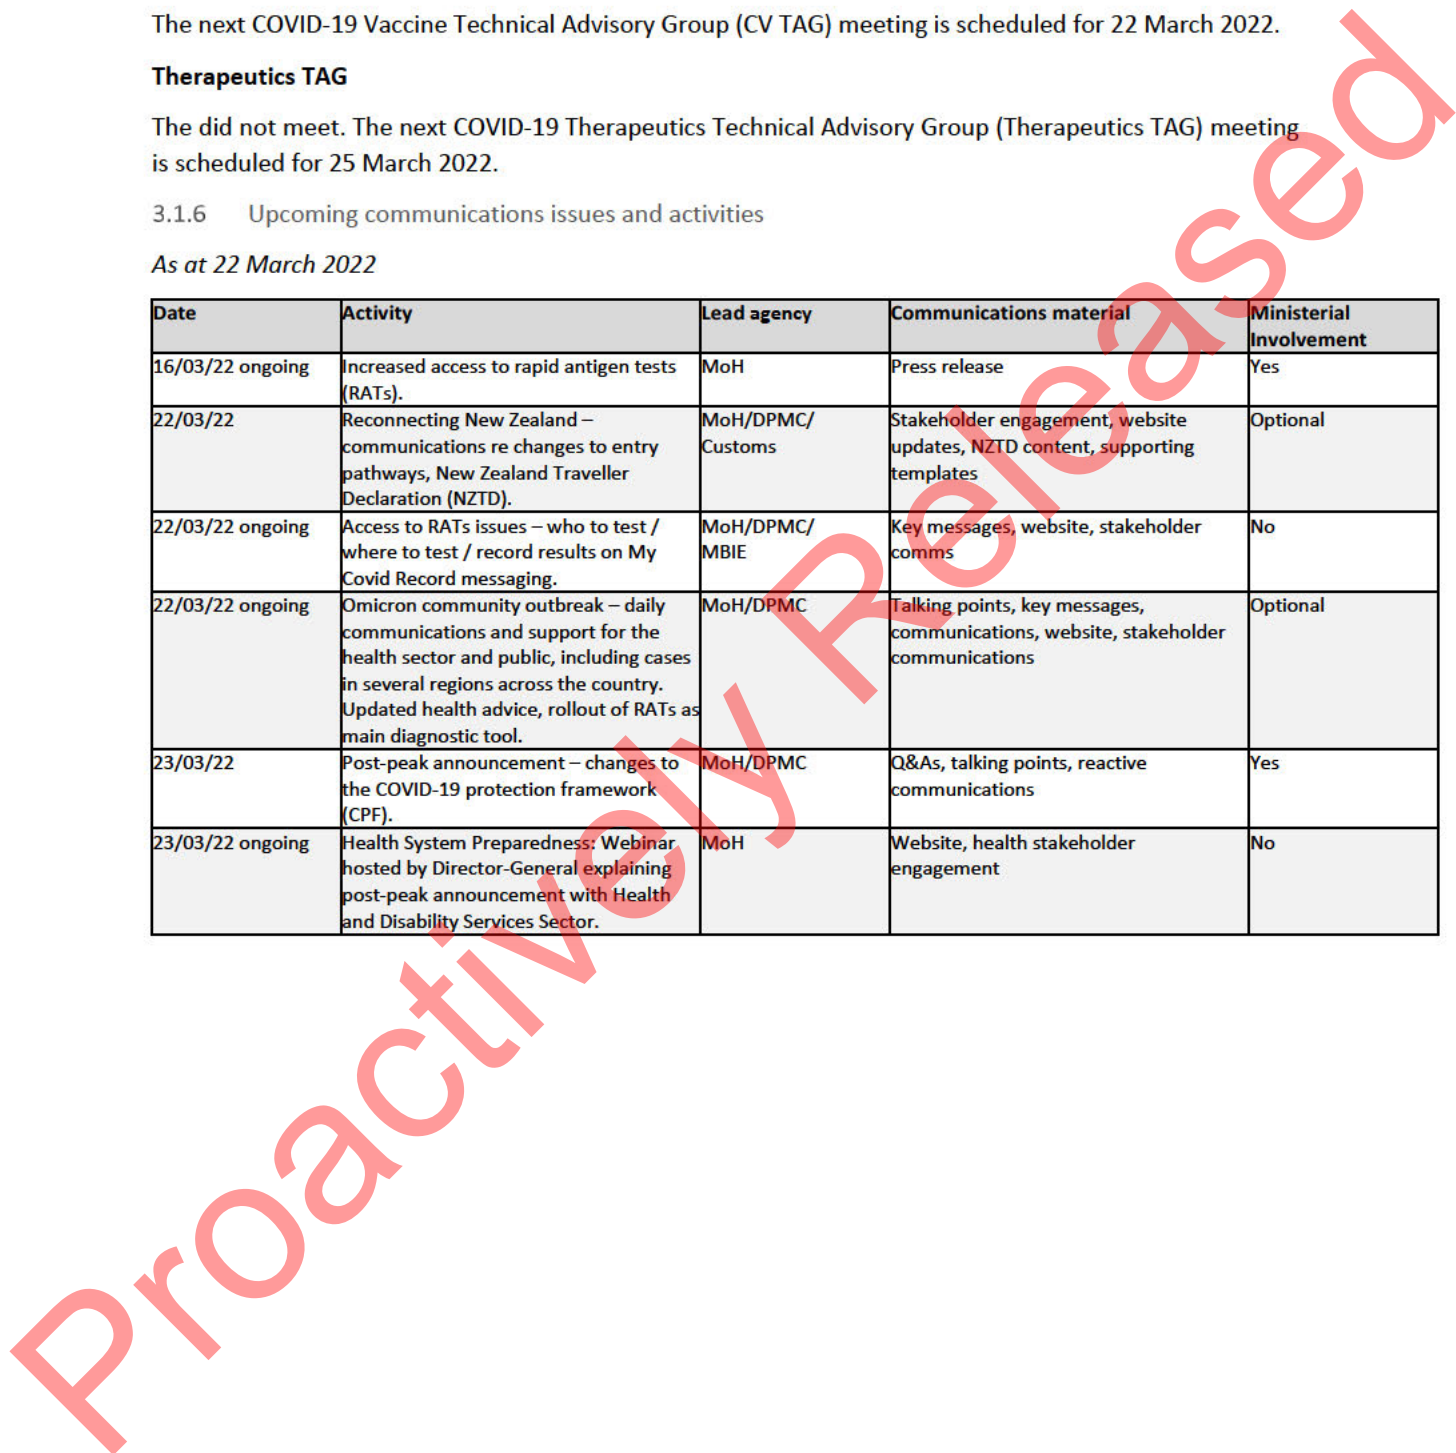 The next COVID-19 Vaccine Technical Advisory Group (CV TAG) meeting is scheduled for 22 March 2022.
Therapeutics TAG
The did not meet. The next COVID-19 Therapeutics Technical Advisory Group (Therapeutics TAG) meeting
is scheduled for 25 March 2022.
3.1.6 Upcoming communications issues and activities
As at 22 March 2022
Date Activity Lead agency Communications material Ministerial
Involvement
16/03/22 ongoing Increased access to rapid antigen tests MoH Press release Yes
(RATs).
22/03/22 Reconnecting New Zealand – MoH/DPMC/ Stakeholder engagement, website Optional
communications re changes to entry Customs updates, NZTD content, supporting
pathways, New Zealand Traveller templates
Declaration (NZTD).
22/03/22 ongoing Access to RATs issues – who to test / MoH/DPMC/ Key messages, website, stakeholder No
where to test / record results on My MBIE comms
Covid Record messaging.
22/03/22 ongoing Omicron community outbreak – daily MoH/DPMC Talking points, key messages, Optional
communications and support for the communications, website, stakeholder
health sector and public, including cases communications
in several regions across the country.
Updated health advice, rollout of RATs as
main diagnostic tool.
23/03/22 Post-peak announcement – changes to MoH/DPMC Q&As, talking points, reactive Yes
the COVID-19 protection framework communications
(CPF).
23/03/22 ongoing Health System Preparedness: Webinar MoH Website, health stakeholder No
hosted by Director-General explaining engagement
post-peak announcement with Health
and Disability Services Sector.
Proactively Released